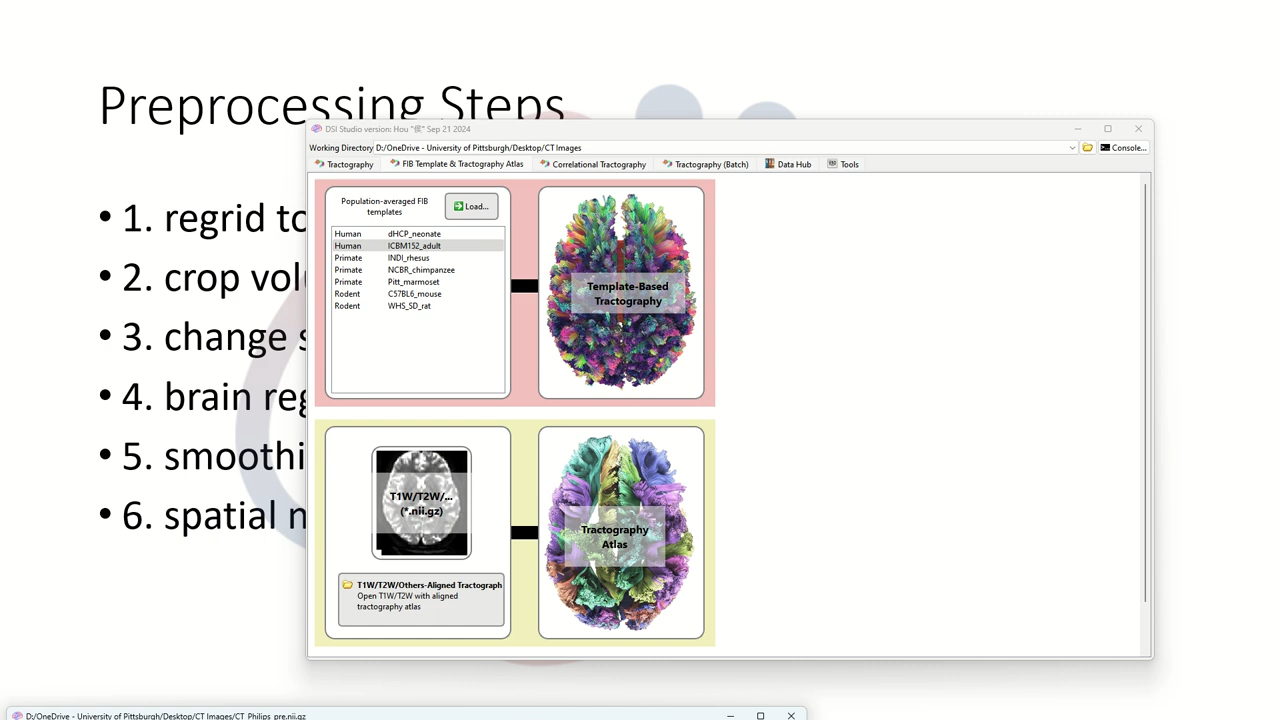 Preprocessing Steps
• 1. regrid to
• 2. crop vol
• 3. change s
• 4. brain reg
• 5. smoothi
• 6. spatial n
DSI Studio version: Hou "侯" Sep 21 2024
Working Directory D:/OneDrive - University of Pittsburgh/Desktop/CT Images Console...
Tractography FIB Template & Tractography Atlas Correlational Tractography Tractography (Batch) Data Hub Tools
Population-averaged FIB
templates
Load...
Human dHCP_neonate
Human ICBM152_adult
Primate INDI_rhesus
Primate NCBR_chimpanzee
Primate Pitt_marmoset
Rodent C57BL6_mouse
Rodent WHS_SD_rat
Template-Based
Tractography
T1W/T2W/...
(*.nii.gz)
T1W/T2W/Others-Aligned Tractograph
Open T1W/T2W with aligned
tractography atlas
Tractography
Atlas
D:/OneDrive - University of Pittsburgh/Desktop/CT Images/CT_Philips_pre.nii.gz